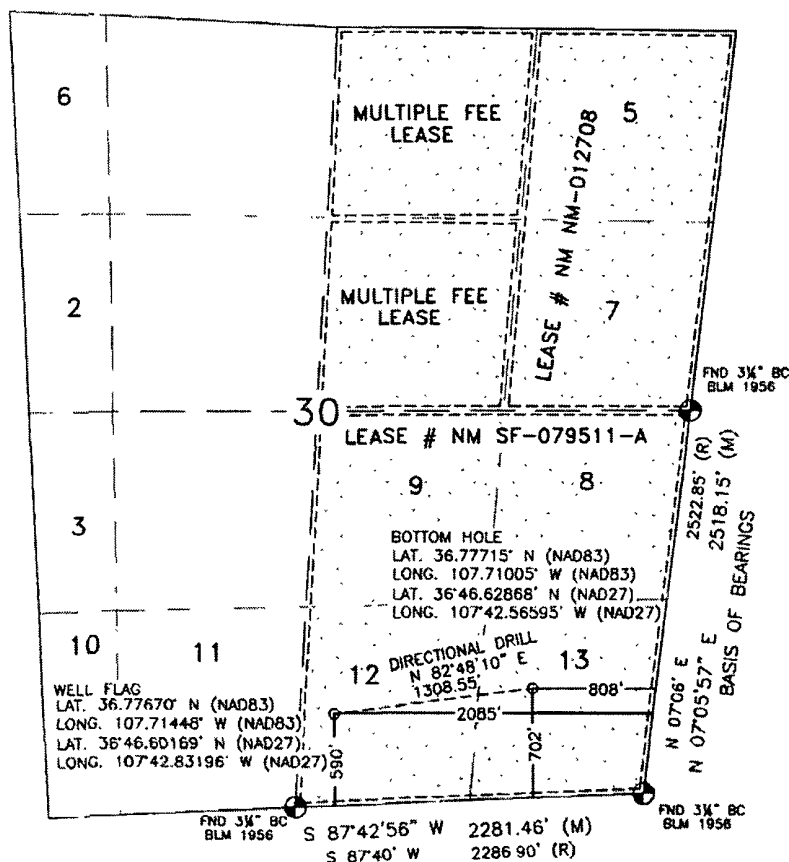 6
MULTIPLE FEE
LEASE
5
LEASE # NM NM-012708
2
MULTIPLE FEE
LEASE
7
FND 3¼" BC
BLM 1956
30
LEASE # NM SF-079511-A
9
8
2522.85' (R)
2518.15' (M)
3
BOTTOM HOLE
LAT. 36.77715° N (NAD83)
LONG. 107.71005° W (NAD83)
LAT. 36°46.62868' N (NAD27)
LONG. 107°42.56595' W (NAD27)
N 07°06' E
N 07°05'57" E
BASIS OF BEARINGS
10
11
12
DIRECTIONAL DRILL
N 82°48'10" E
1308.55'
13
WELL FLAG
LAT. 36.77670° N (NAD83)
LONG. 107.71448° W (NAD83)
LAT. 36°46.60169' N (NAD27)
LONG. 107°42.83196' W (NAD27)
808'
2085'
590'
702'
FND 3¼" BC
BLM 1956
S 87°42'56" W 2281.46' (M)
S 87°40' W 2286.90' (R)
FND 3¼" BC
BLM 1956